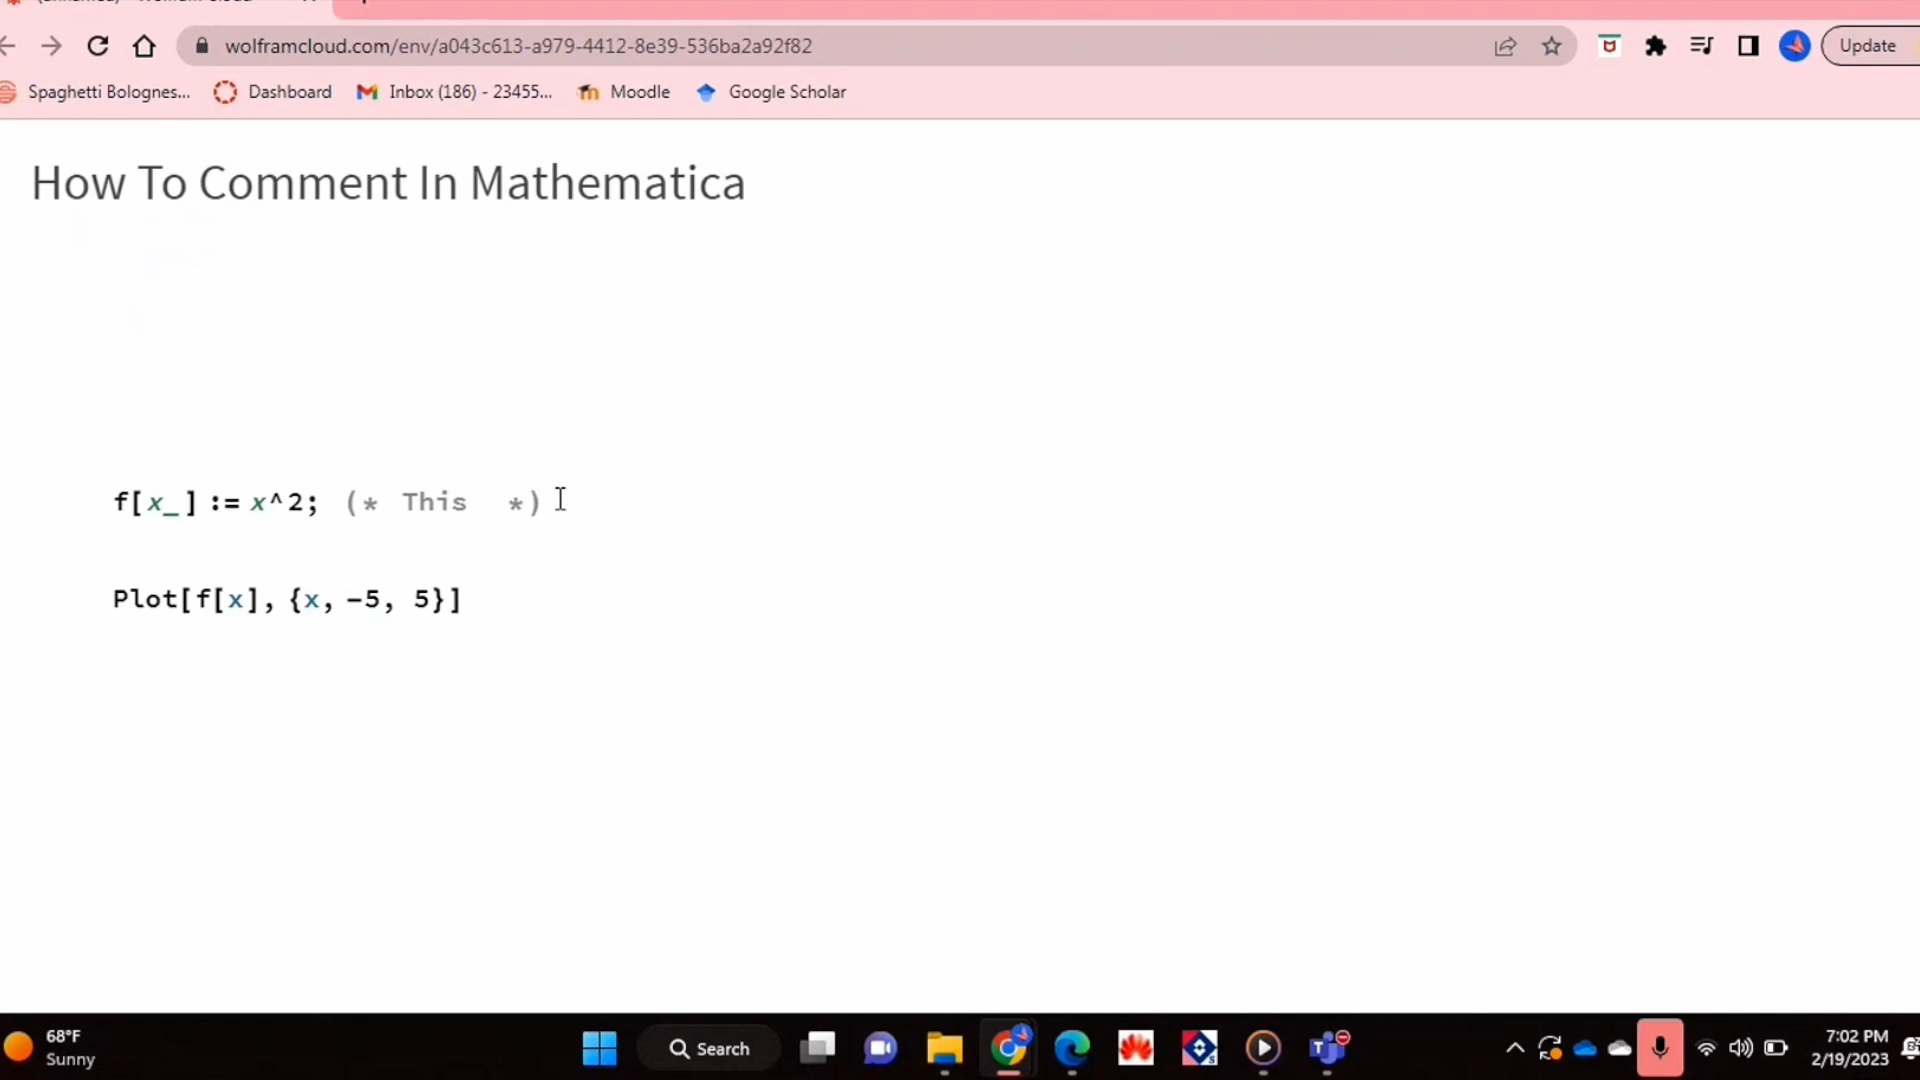 wolframcloud.com/env/a043c613-a979-4412-8e39-536ba2a92f82
Update
Spaghetti Bolognes... Dashboard Inbox (186) - 23455... Moodle Google Scholar
How To Comment In Mathematica
f[x_] := x^2; (* This *)
Plot[f[x], {x, -5, 5}]
68°F
Sunny
Search
7:02 PM
2/19/2023